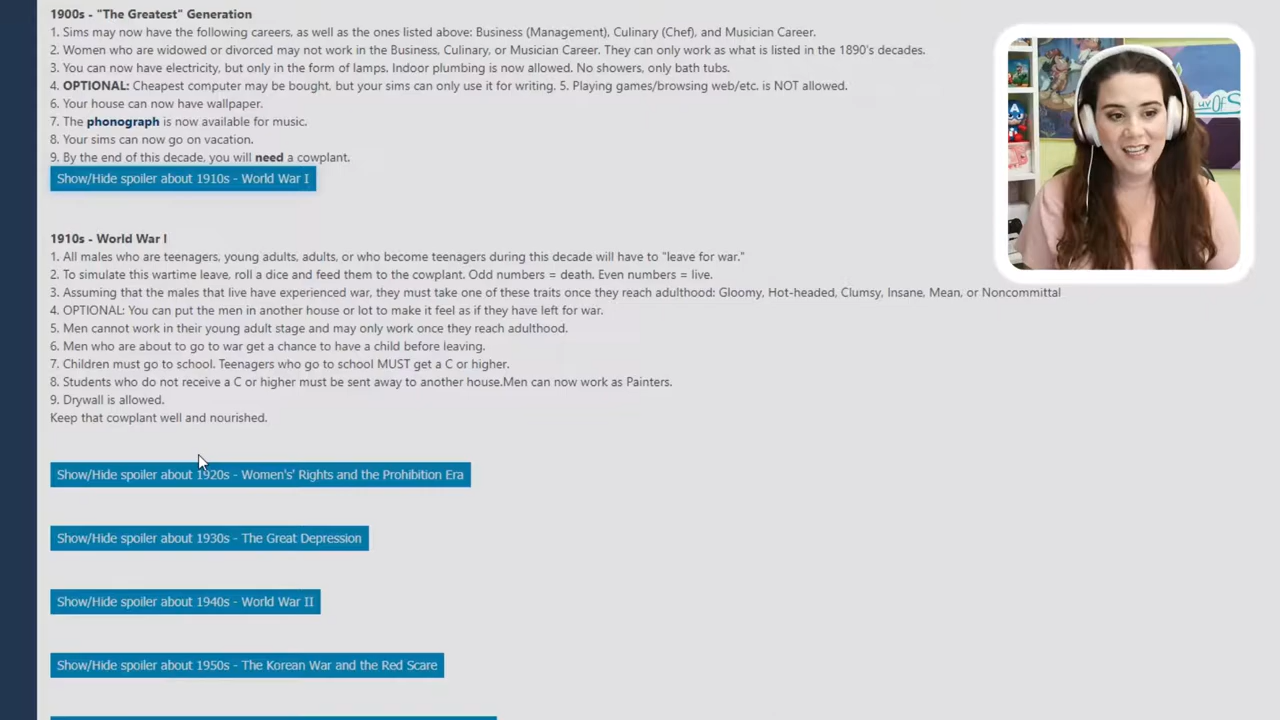 1900s - "The Greatest" Generation
1. Sims may now have the following careers, as well as the ones listed above: Business (Management), Culinary (Chef), and Musician Career.
2. Women who are widowed or divorced may not work in the Business, Culinary, or Musician Career. They can only work as what is listed in the 1890's decades.
3. You can now have electricity, but only in the form of lamps. Indoor plumbing is now allowed. No showers, only bath tubs.
4. OPTIONAL: Cheapest computer may be bought, but your sims can only use it for writing. 5. Playing games/browsing web/etc. is NOT allowed.
6. Your house can now have wallpaper.
7. The phonograph is now available for music.
8. Your sims can now go on vacation.
9. By the end of this decade, you will need a cowplant.
Show/Hide spoiler about 1910s - World War I
1910s - World War I
1. All males who are teenagers, young adults, adults, or who become teenagers during this decade will have to "leave for war."
2. To simulate this wartime leave, roll a dice and feed them to the cowplant. Odd numbers = death. Even numbers = live.
3. Assuming that the males that live have experienced war, they must take one of these traits once they reach adulthood: Gloomy, Hot-headed, Clumsy, Insane, Mean, or Noncommittal
4. OPTIONAL: You can put the men in another house or lot to make it feel as if they have left for war.
5. Men cannot work in their young adult stage and may only work once they reach adulthood.
6. Men who are about to go to war get a chance to have a child before leaving.
7. Children must go to school. Teenagers who go to school MUST get a C or higher.
8. Students who do not receive a C or higher must be sent away to another house.Men can now work as Painters.
9. Drywall is allowed.
Keep that cowplant well and nourished.
Show/Hide spoiler about 1920s - Women's' Rights and the Prohibition Era
Show/Hide spoiler about 1930s - The Great Depression
Show/Hide spoiler about 1940s - World War II
Show/Hide spoiler about 1950s - The Korean War and the Red Scare